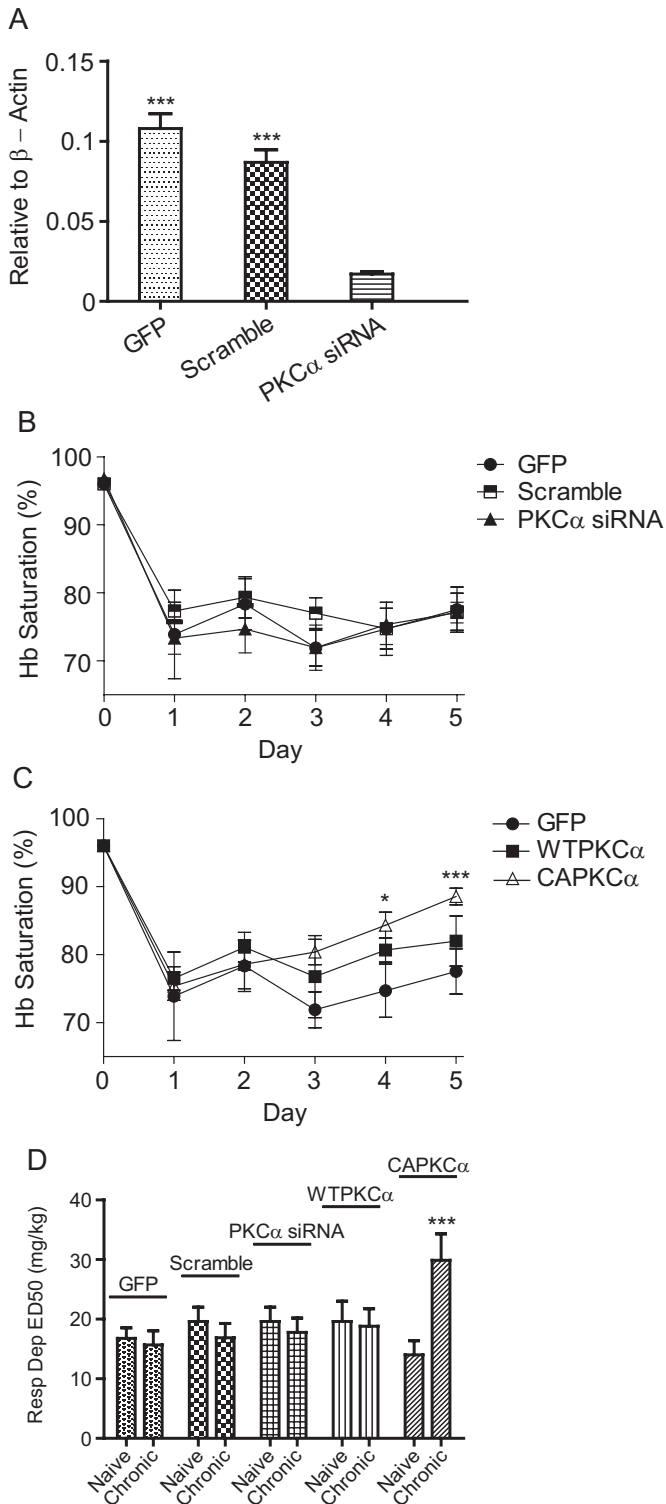 A
0.15
0.1
0.05
0
Relative to β – Actin
***
***
GFP
Scramble
PKCα siRNA
B
100
90
80
70
Hb Saturation (%)
0 1 2 3 4 5
Day
GFP
Scramble
PKCα siRNA
C
100
90
80
70
Hb Saturation (%)
*
***
0 1 2 3 4 5
Day
GFP
WTPKCα
CAPKCα
D
40
30
20
10
0
Resp Dep ED50 (mg/kg)
GFP
Scramble
PKCα siRNA
WTPKCα
CAPKCα
***
Naive Chronic Naive Chronic Naive Chronic Naive Chronic Naive Chronic